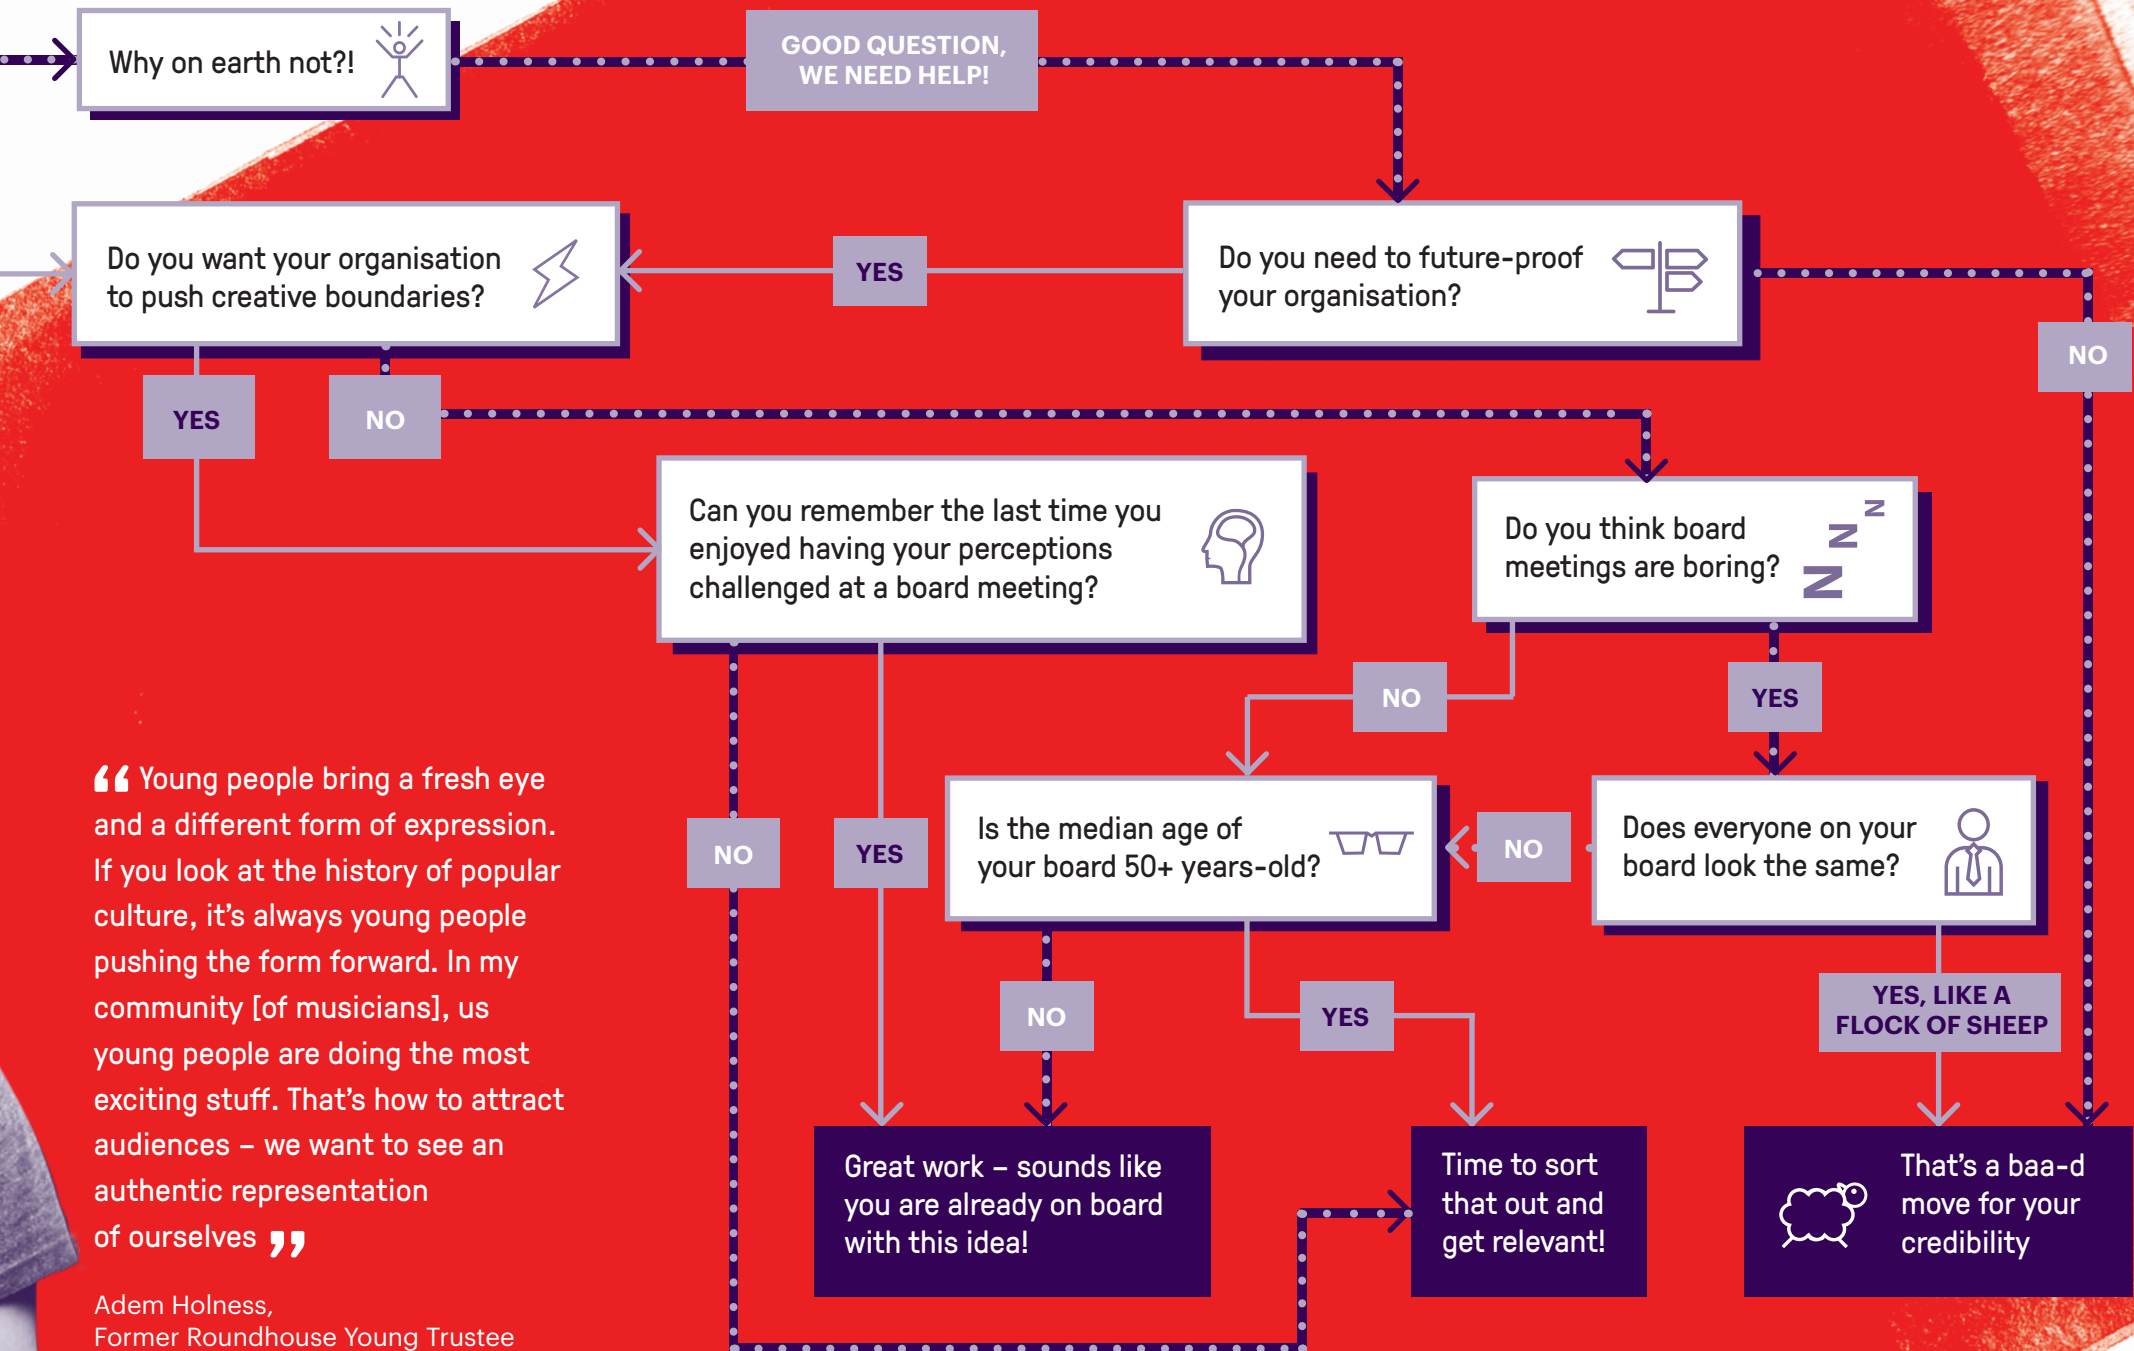 Why on earth not?!
GOOD QUESTION,
WE NEED HELP!
Do you want your organisation
to push creative boundaries?
YES
Do you need to future-proof
your organisation?
NO
YES
NO
Can you remember the last time you
enjoyed having your perceptions
challenged at a board meeting?
Do you think board
meetings are boring?
N
N
N
NO
YES
“ Young people bring a fresh eye
and a different form of expression.
If you look at the history of popular
culture, it’s always young people
pushing the form forward. In my
community [of musicians], us
young people are doing the most
exciting stuff. That’s how to attract
audiences – we want to see an
authentic representation
of ourselves ”
Adem Holness,
Former Roundhouse Young Trustee
NO
YES
Is the median age of
your board 50+ years-old?
NO
Does everyone on your
board look the same?
NO
YES
YES, LIKE A
FLOCK OF SHEEP
Great work – sounds like
you are already on board
with this idea!
Time to sort
that out and
get relevant!
That’s a baa-d
move for your
credibility